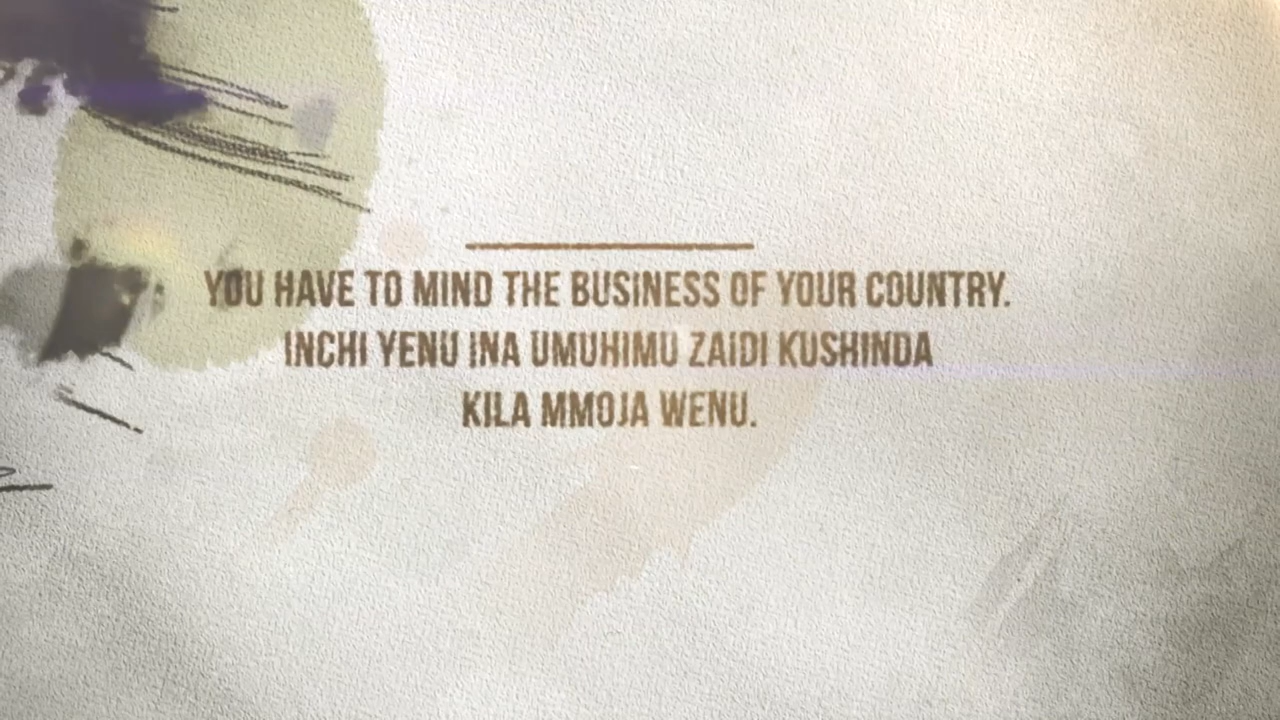 YOU HAVE TO MIND THE BUSINESS OF YOUR COUNTRY.
INCHI YENU INA UMUHIMU ZAIDI KUSHINDA
KILA MMOJA WENU.